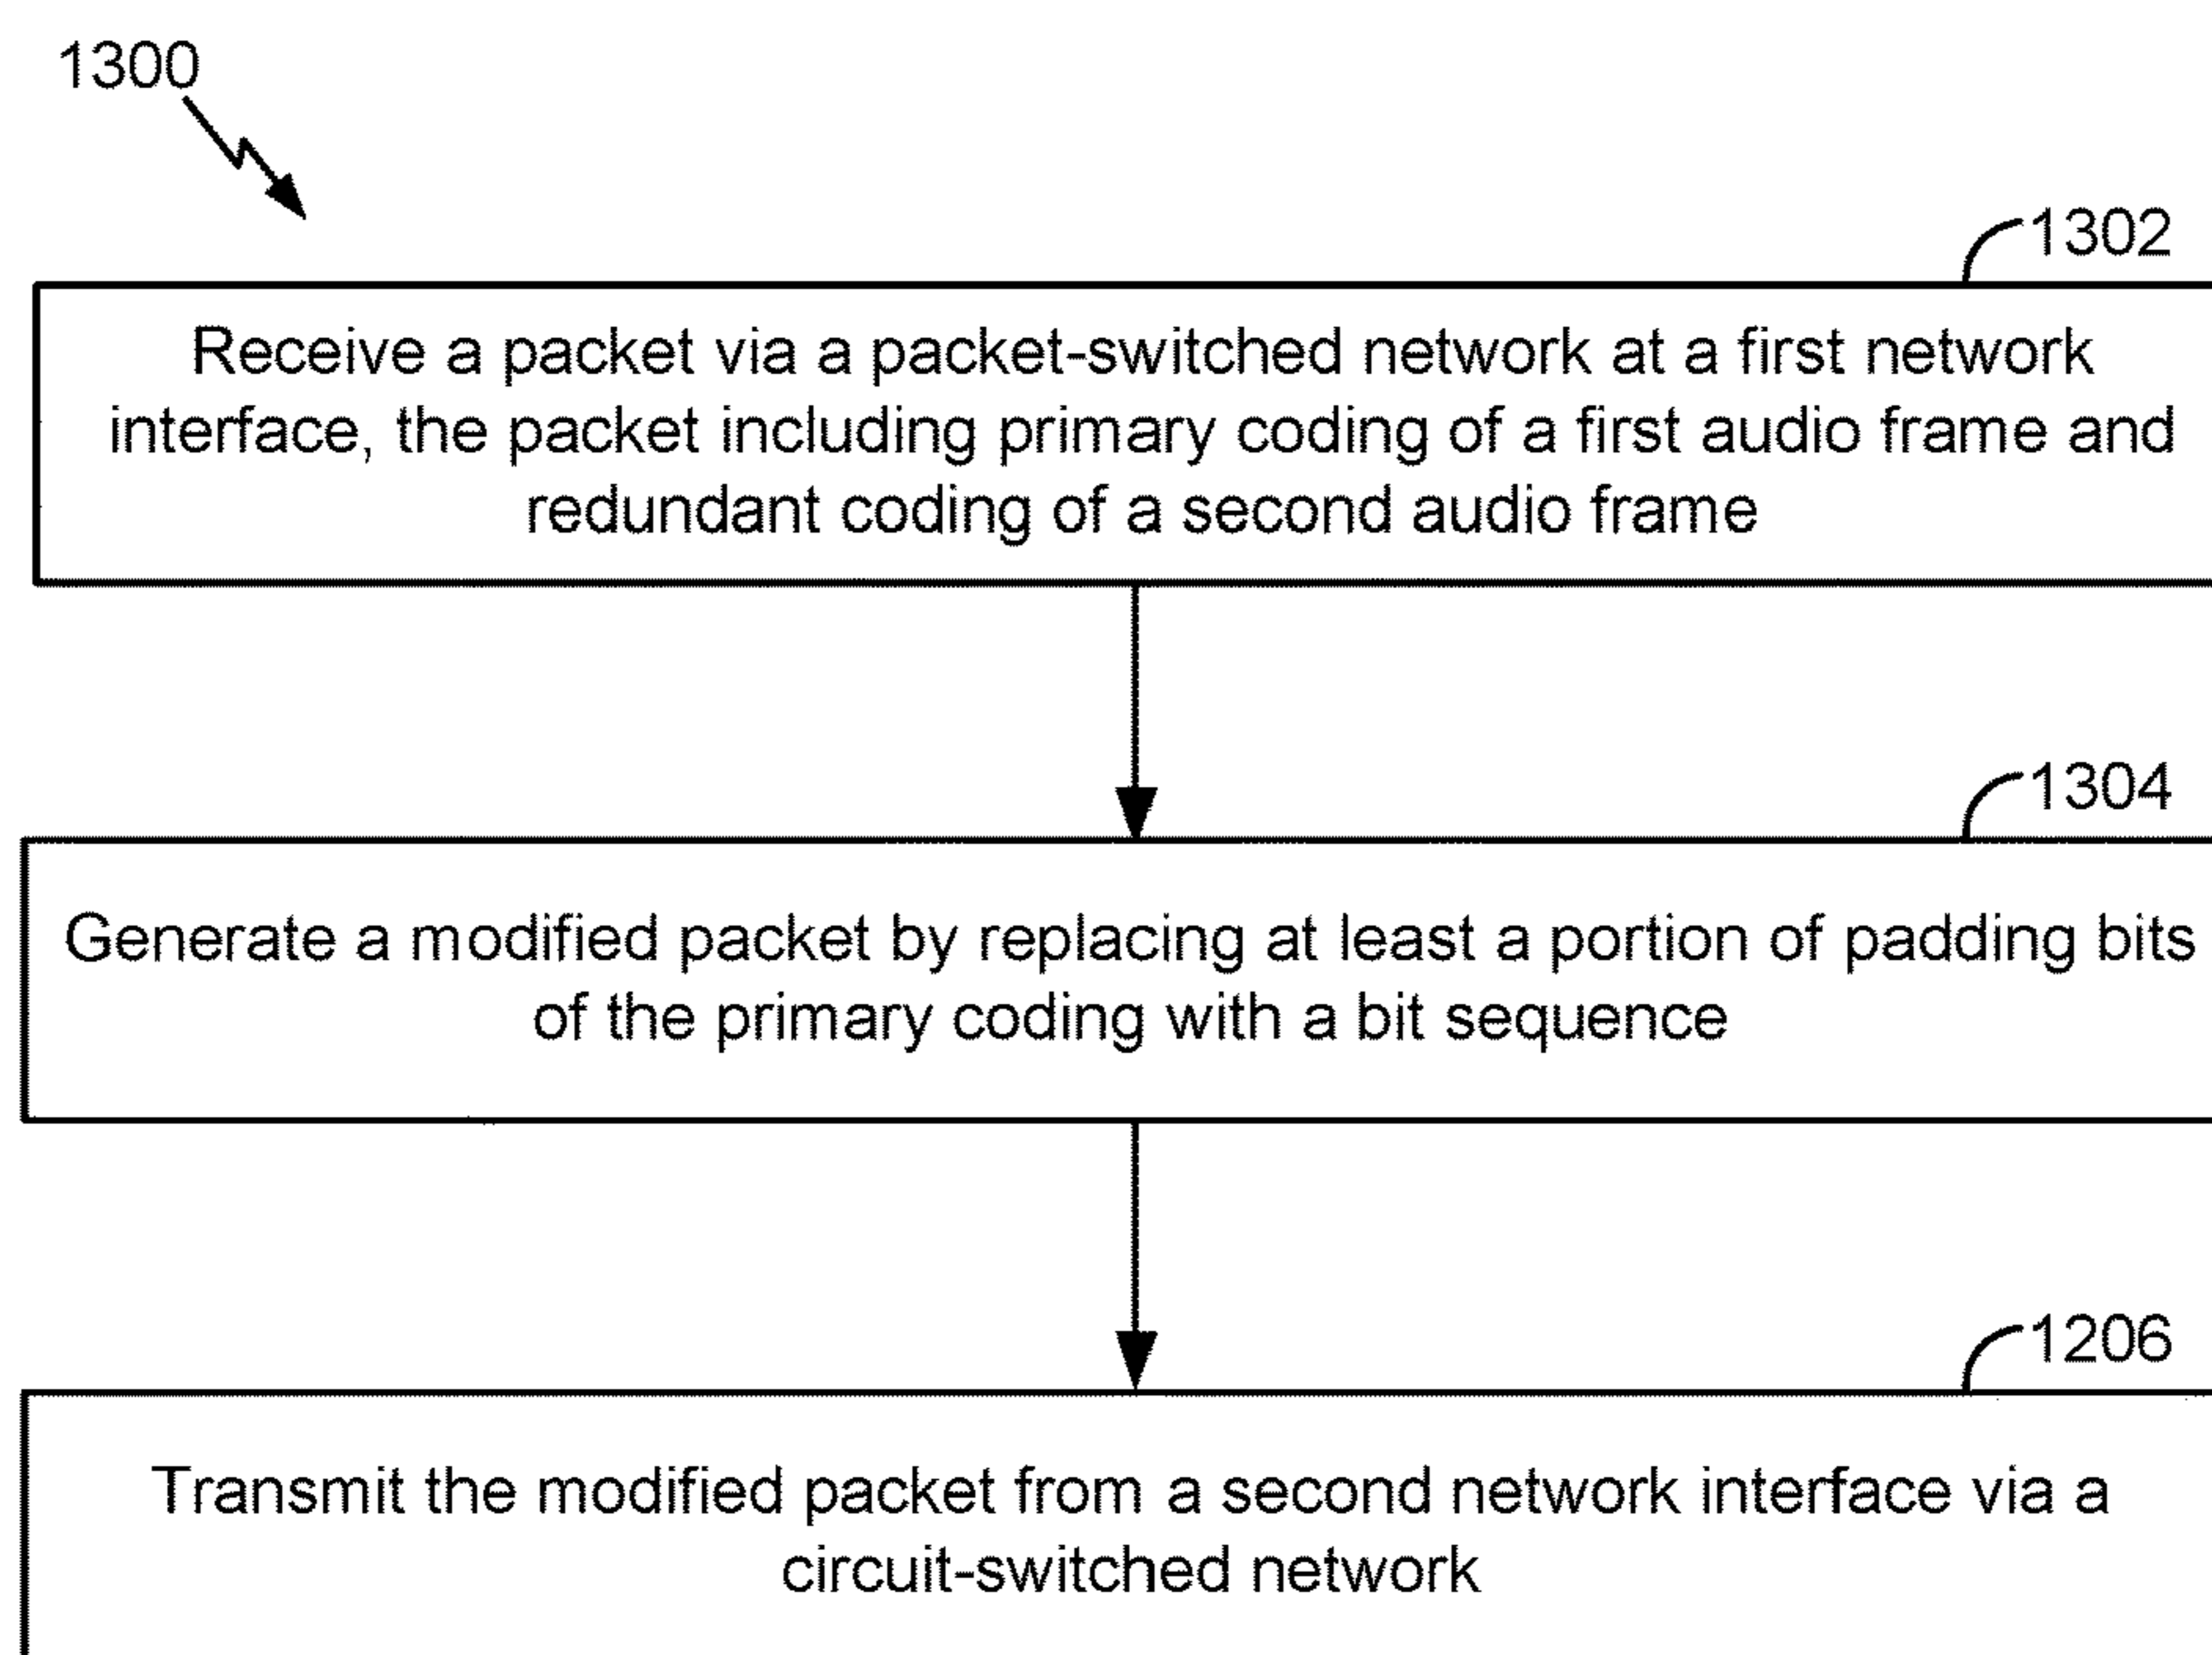 1300
1302
Receive a packet via a packet-switched network at a first network
interface, the packet including primary coding of a first audio frame and
redundant coding of a second audio frame
1304
Generate a modified packet by replacing at least a portion of padding bits
of the primary coding with a bit sequence
1206
Transmit the modified packet from a second network interface via a
circuit-switched network